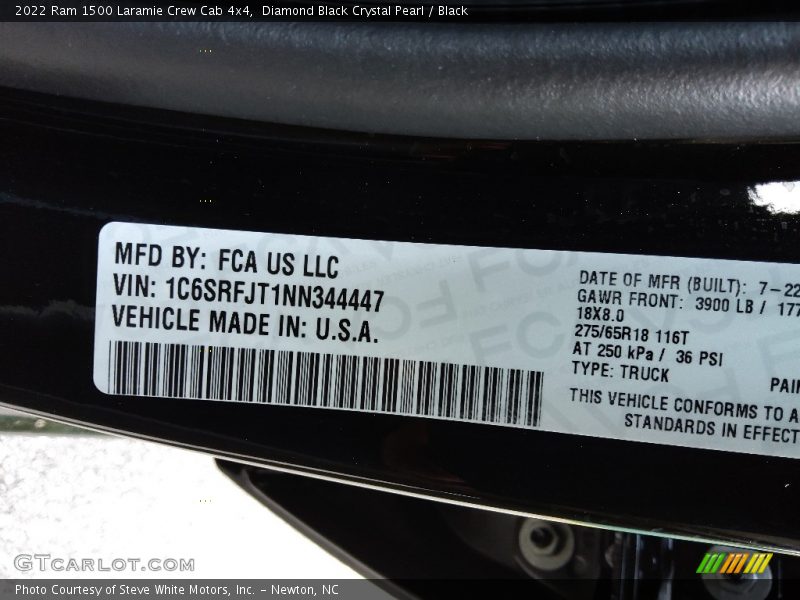 2022 Ram 1500 Laramie Crew Cab 4x4, Diamond Black Crystal Pearl / Black
MFD BY: FCA US LLC
VIN: 1C6SRFJT1NN344447
VEHICLE MADE IN: U.S.A.
DATE OF MFR (BUILT): 7-22
GAWR FRONT: 3900 LB / 177
18X8.0
275/65R18 116T
AT 250 kPa / 36 PSI
TYPE: TRUCK
PAI
THIS VEHICLE CONFORMS TO A
STANDARDS IN EFFECT
GTCARLOT.COM
Photo Courtesy of Steve White Motors, Inc. - Newton, NC